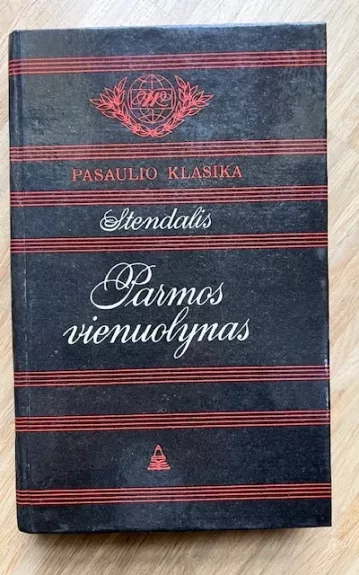 PASAULIO KLASIKA
Stendalis
Parmos
vienuolynas